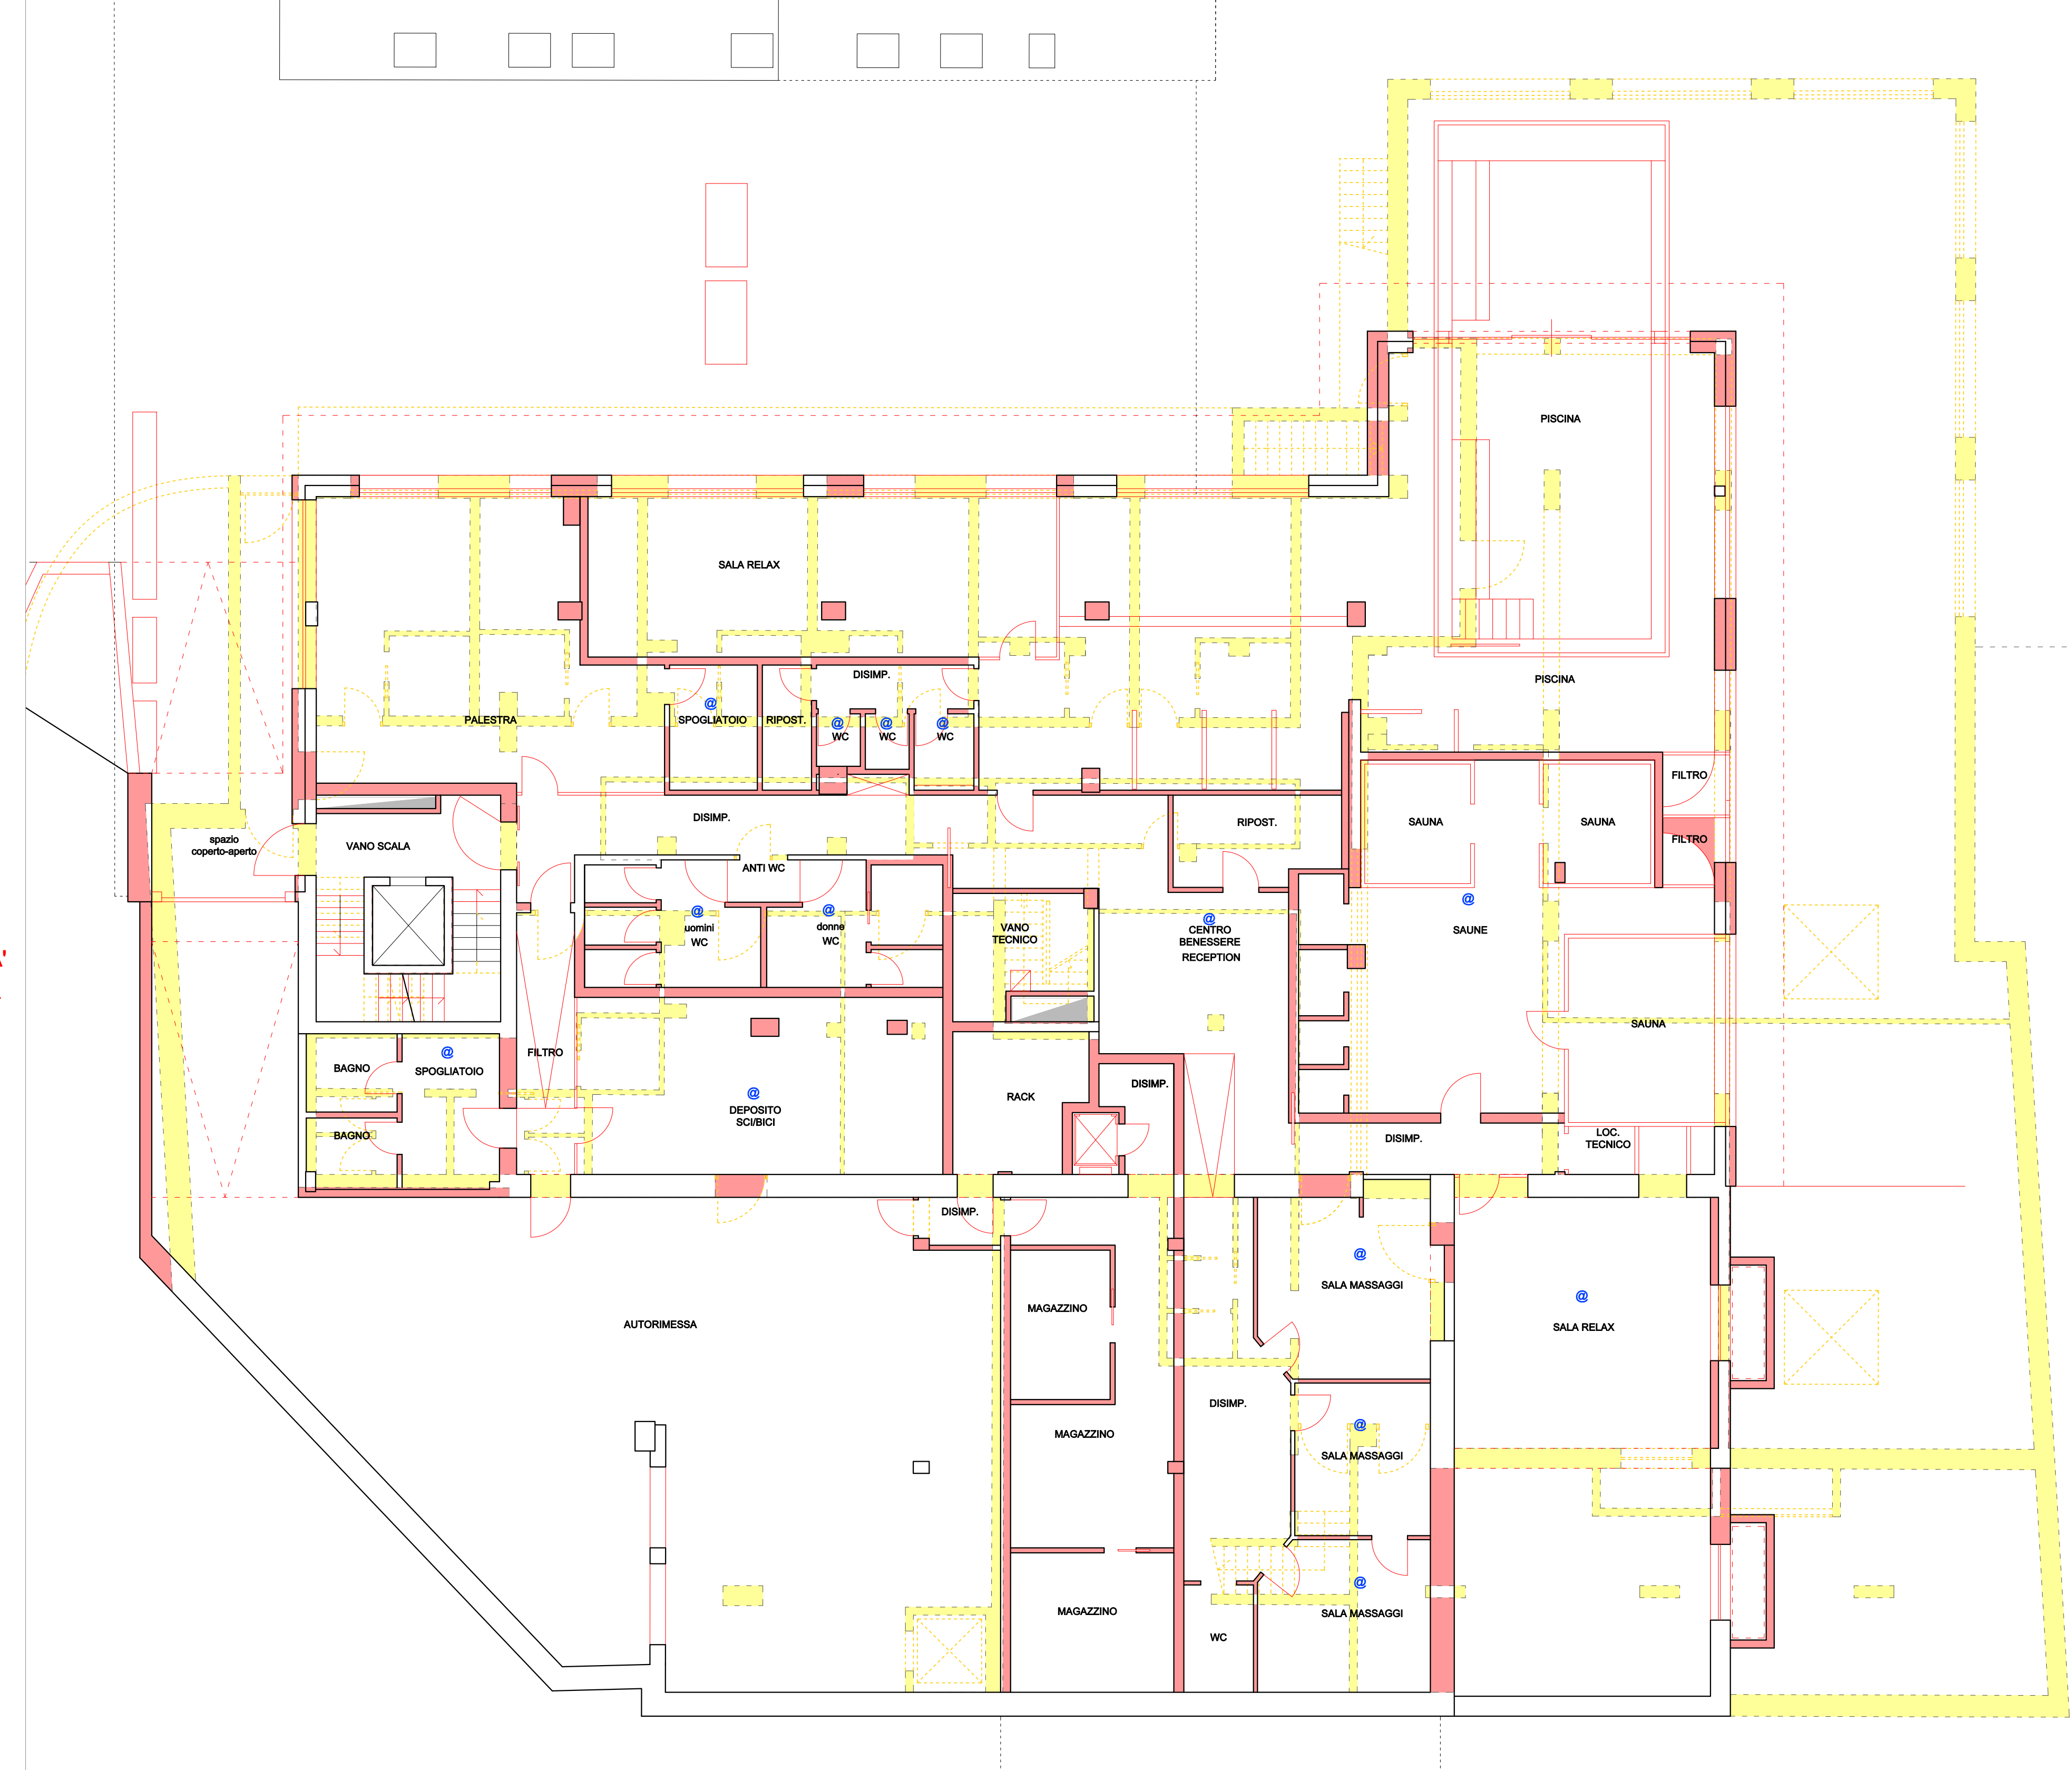 PISCINA
SALA RELAX
PISCINA
DISIMP.
@
PALESTRA
SPOGLIATOIO
RIPOST.
@
@
@
WC
WC
WC
FILTRO
DISIMP.
RIPOST.
SAUNA
SAUNA
spazio
coperto-aperto
VANO SCALA
FILTRO
ANTI WC
@
@
@
@
uomini
WC
donne
WC
VANO
TECNICO
CENTRO
BENESSERE
RECEPTION
SAUNE
SAUNA
@
BAGNO
SPOGLIATOIO
FILTRO
DISIMP.
@
RACK
DEPOSITO
SCI/BICI
BAGNO
DISIMP.
LOC.
TECNICO
DISIMP.
@
SALA MASSAGGI
@
MAGAZZINO
AUTORIMESSA
SALA RELAX
DISIMP.
@
MAGAZZINO
SALA MASSAGGI
@
MAGAZZINO
SALA MASSAGGI
WC